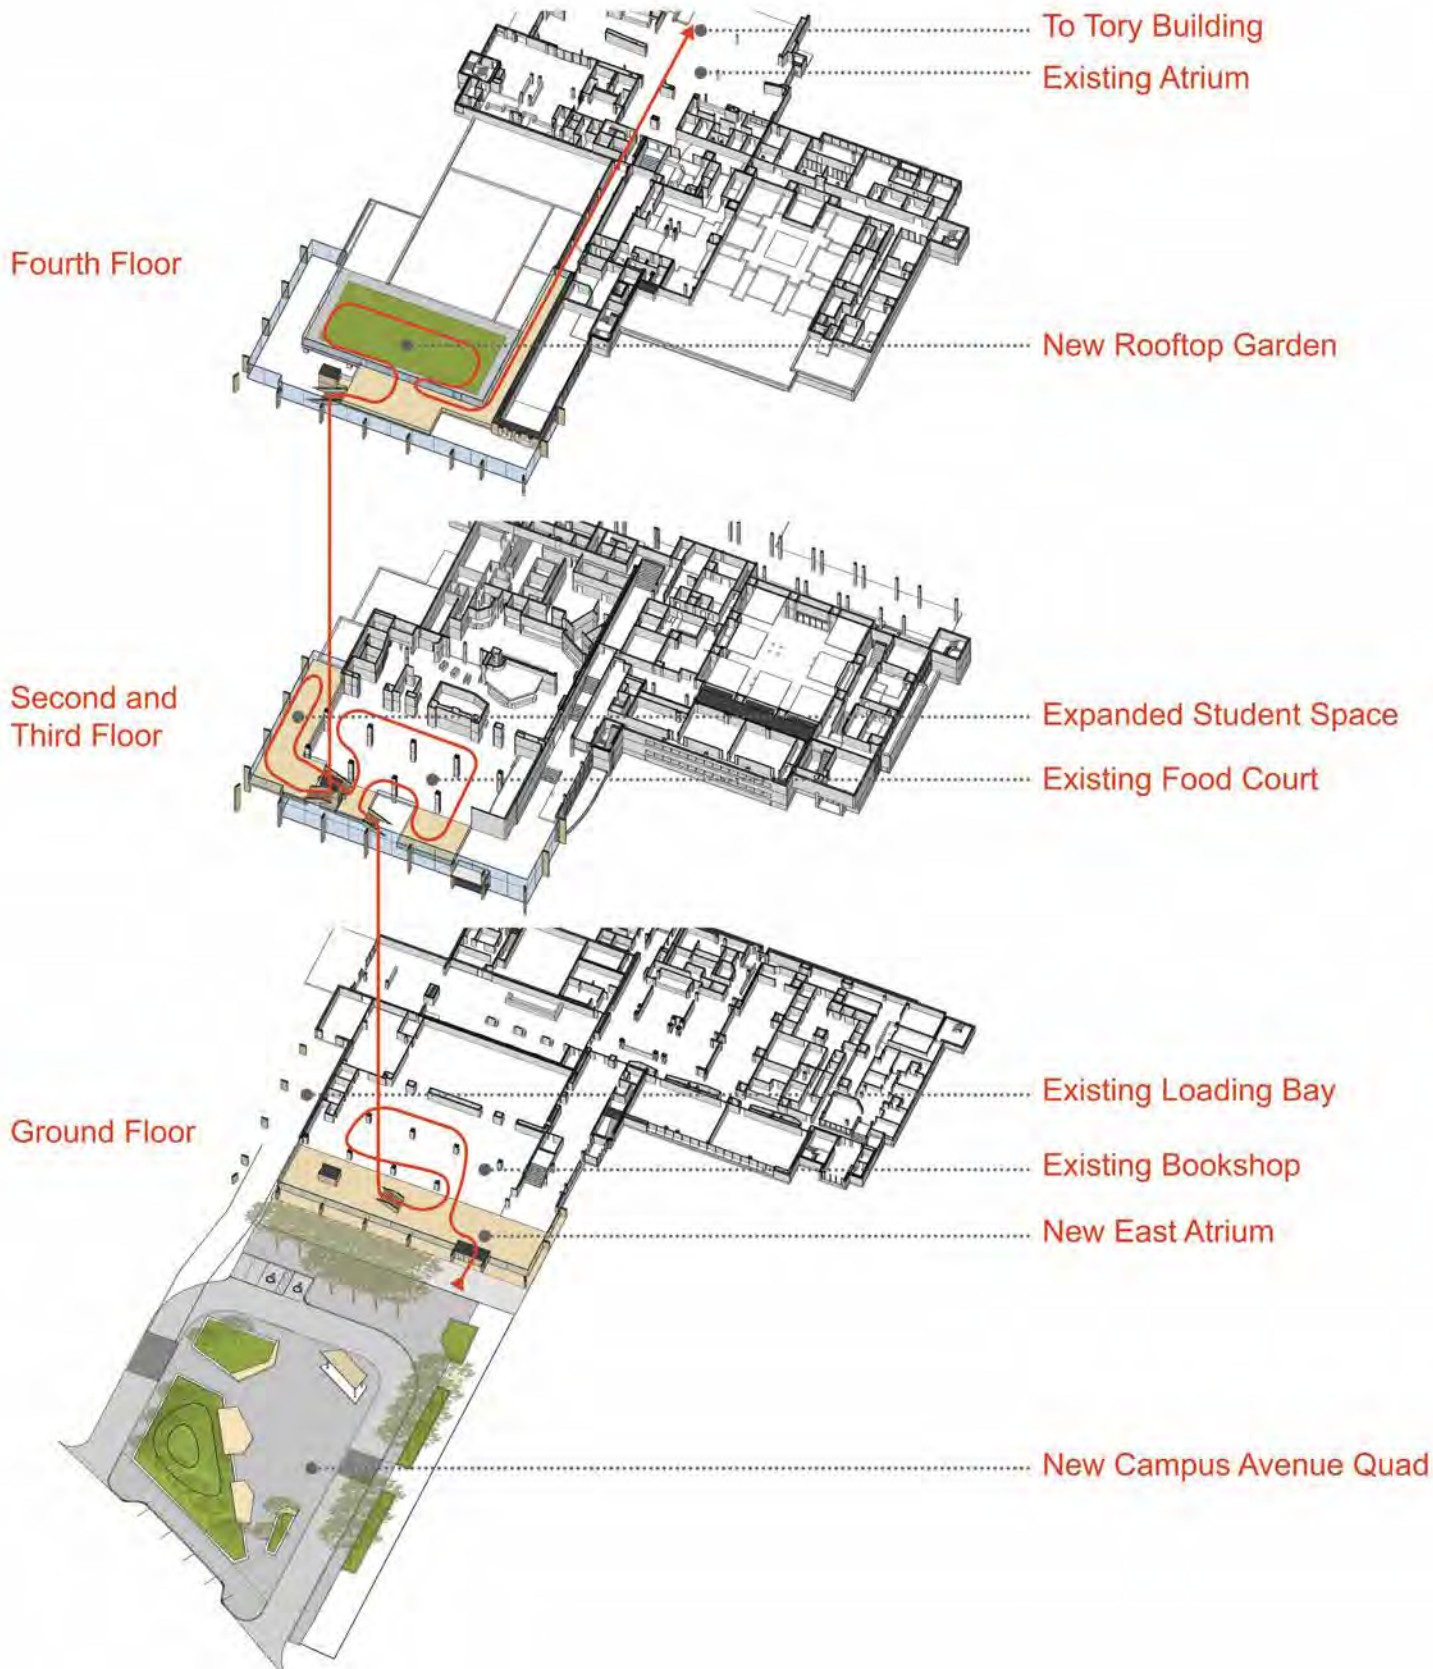 To Tory Building
Existing Atrium
Fourth Floor
New Rooftop Garden
Second and
Third Floor
Expanded Student Space
Existing Food Court
Existing Loading Bay
Ground Floor
Existing Bookshop
New East Atrium
New Campus Avenue Quad